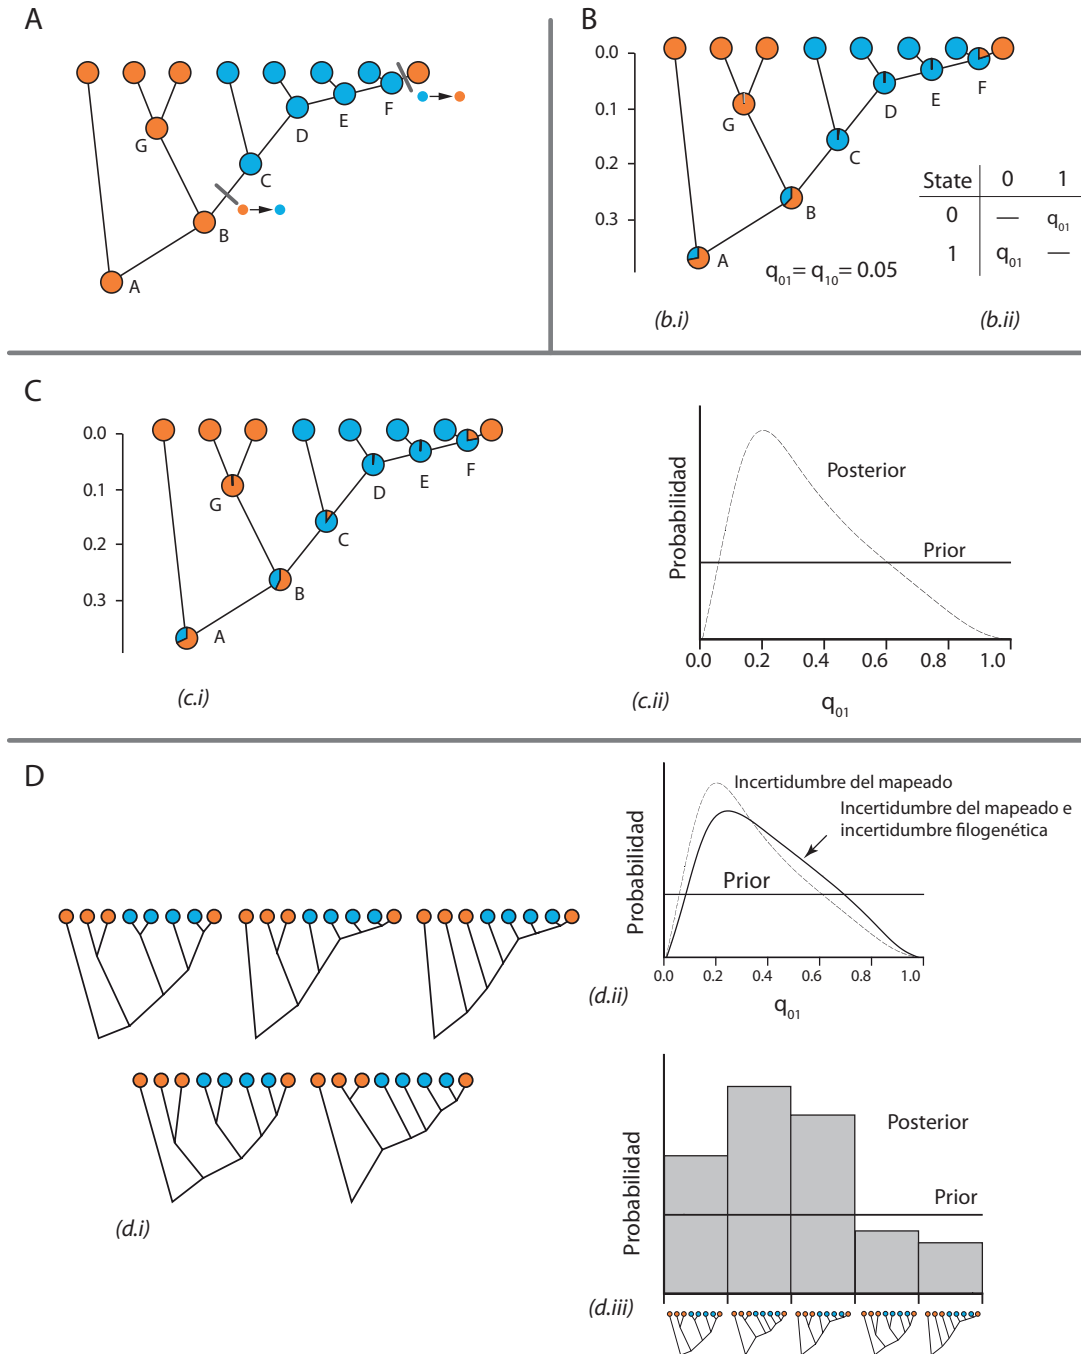 A
G
F
E
D
C
B
A
B
0.0
0.1
0.2
0.3
G
F
E
D
C
B
A
State 0 1
0 — q01
1 q01 —
q01= q10= 0.05
(b.i)
(b.ii)
C
0.0
0.1
0.2
0.3
G
F
E
D
C
B
A
(c.i)
Probabilidad
Posterior
Prior
0.0 0.2 0.4 0.6 0.8 1.0
q01
(c.ii)
D
(d.i)
Probabilidad
Incertidumbre del mapeado
Incertidumbre del mapeado e
incertidumbre filogenética
Prior
0.0 0.2 0.4 0.6 0.8 1.0
q01
(d.ii)
Probabilidad
Posterior
Prior
(d.iii)